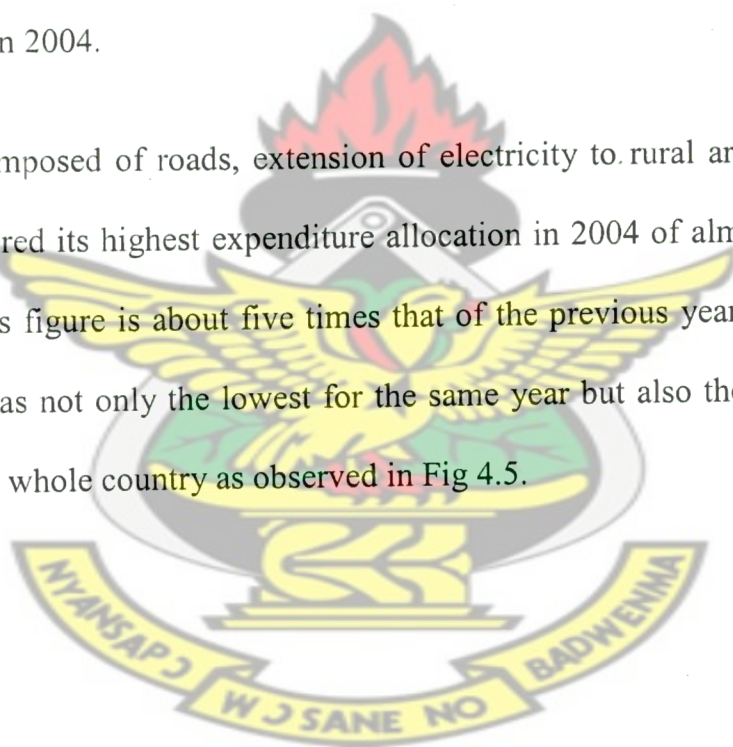 n 2004.
mposed of roads, extension of electricity to rural ar
red its highest expenditure allocation in 2004 of alm
s figure is about five times that of the previous year
as not only the lowest for the same year but also the
whole country as observed in Fig 4.5.
NYANSAPƆ WƆSANE NO BADWENMA